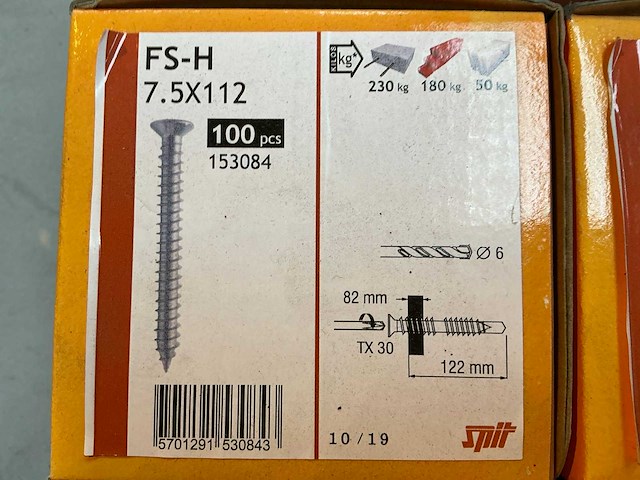 FS-H
7.5X112
100 pcs
153084
KILOS
kg*
230 kg 180 kg 50 kg
Ø 6
82 mm
TX 30
122 mm
5701291 530843
10/19
Spit